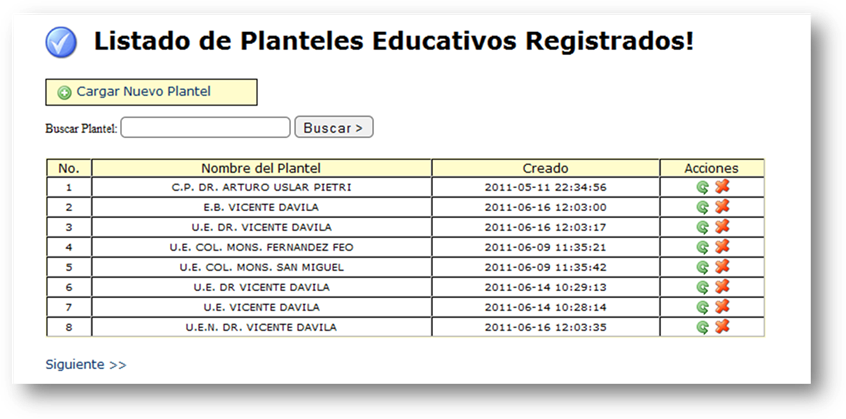 Listado de Planteles Educativos Registrados!
Cargar Nuevo Plantel
Buscar Plantel: Buscar >
No. Nombre del Plantel Creado Acciones
1 C.P. DR. ARTURO USLAR PIETRI 2011-05-11 22:34:56
2 E.B. VICENTE DAVILA 2011-06-16 12:03:00
3 U.E. DR. VICENTE DAVILA 2011-06-16 12:03:17
4 U.E. COL. MONS. FERNANDEZ FEO 2011-06-09 11:35:21
5 U.E. COL. MONS. SAN MIGUEL 2011-06-09 11:35:42
6 U.E. DR VICENTE DAVILA 2011-06-14 10:29:13
7 U.E. VICENTE DAVILA 2011-06-14 10:28:14
8 U.E.N. DR. VICENTE DAVILA 2011-06-16 12:03:35
Siguiente >>